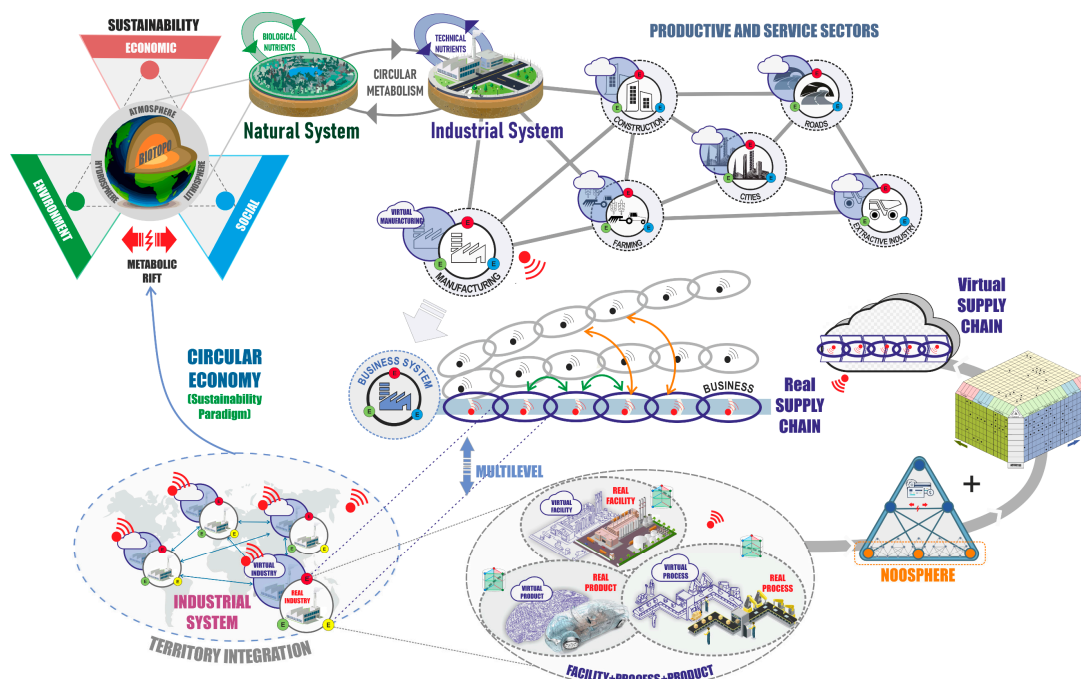 SUSTAINABILITY
ECONOMIC
ATMOSPHERE
HYDROSPHERE
LITHOSPHERE
BIOTOPO
ENVIRONMENT
SOCIAL
METABOLIC
RIFT
BIOLOGICAL
NUTRIENTS
Natural System
CIRCULAR
METABOLISM
TECHNICAL
NUTRIENTS
Industrial System
PRODUCTIVE AND SERVICE SECTORS
E
E
E
CONSTRUCTION
E
E
E
ROADS
E
E
E
CITIES
E
E
E
FARMING
E
E
E
EXTRACTIVE INDUSTRY
VIRTUAL
MANUFACTURING
E
E
E
MANUFACTURING
CIRCULAR
ECONOMY
(Sustainability
Paradigm)
BUSINESS SYSTEM
E
E
E
BUSINESS
Real
SUPPLY
CHAIN
Virtual
SUPPLY
CHAIN
MULTILEVEL
VIRTUAL
INDUSTRY
REAL
INDUSTRY
E
E
E
INDUSTRIAL
SYSTEM
TERRITORY INTEGRATION
VIRTUAL
FACILITY
REAL
FACILITY
VIRTUAL
PRODUCT
REAL
PRODUCT
VIRTUAL
PROCESS
REAL
PROCESS
FACILITY+PROCESS+PRODUCT
+
NOOSPHERE